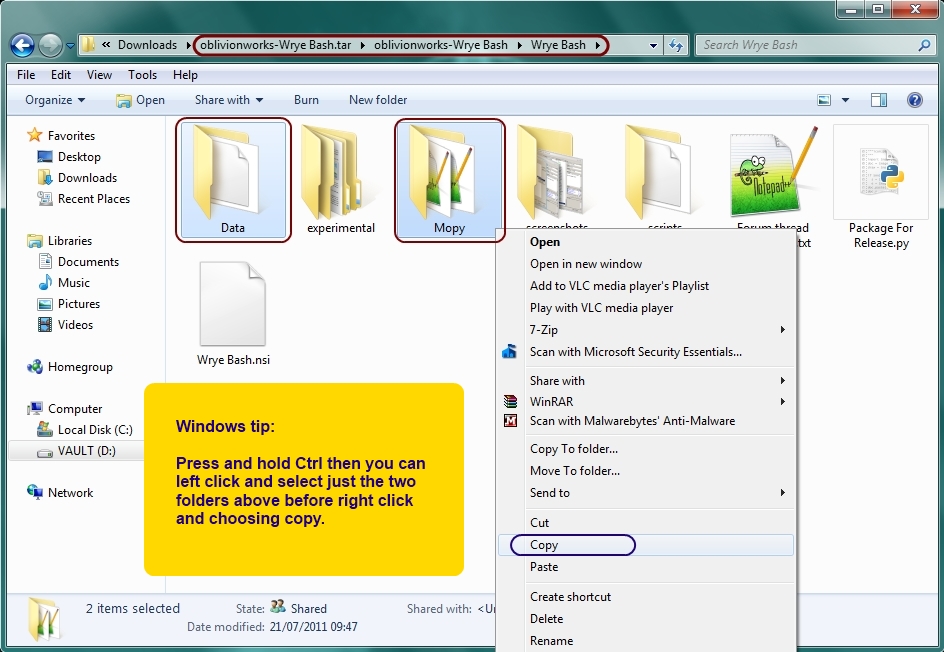 « Downloads oblivionworks-Wrye Bash.tar oblivionworks-Wrye Bash Wrye Bash
Search Wrye Bash
File Edit View Tools Help
Organize Open Share with Burn New folder
Favorites
Desktop
Downloads
Recent Places
Libraries
Documents
Music
Pictures
Videos
Homegroup
Computer
Local Disk (C:)
VAULT (D:)
Network
Notepad++
Data
experimental
Mopy
screenshots
scripts
Forum thread
txt
Package For
Release.py
Wrye Bash.nsi
Windows tip:
Press and hold Ctrl then you can
left click and select just the two
folders above before right click
and choosing copy.
Open
Open in new window
Add to VLC media player's Playlist
Play with VLC media player
7-Zip
Scan with Microsoft Security Essentials...
Share with
WinRAR
Scan with Malwarebytes' Anti-Malware
Copy To folder...
Move To folder...
Send to
Cut
Copy
Paste
Create shortcut
Delete
Rename
2 items selected State: Shared Shared with:
Date modified: 21/07/2011 09:47